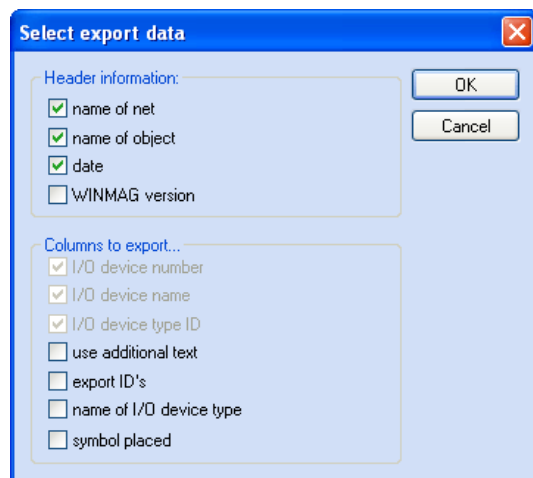 Select export data
Header information:
name of net
name of object
date
WINMAG version
OK
Cancel
Columns to export...
I/O device number
I/O device name
I/O device type ID
use additional text
export ID's
name of I/O device type
symbol placed